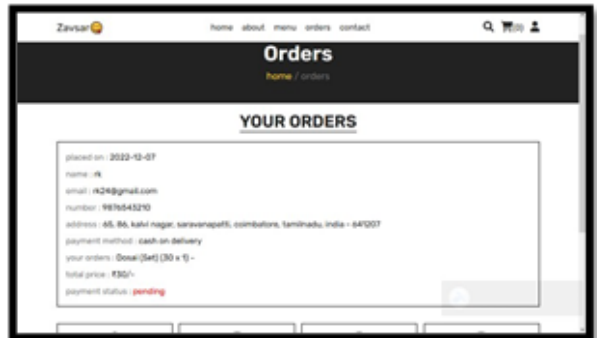 Zavsar
home about menu orders contact
(0)
Orders
home / orders
YOUR ORDERS
placed on : 2022-12-07
name : rk
email : rk24@gmail.com
number : 9876543210
address : 65, 86, kalvi nagar, saravanapatti, coimbatore, tamilnadu, india - 641207
payment method : cash on delivery
your orders : Dosai (Set) (30 x 1) -
total price : ₹30/-
payment status : pending